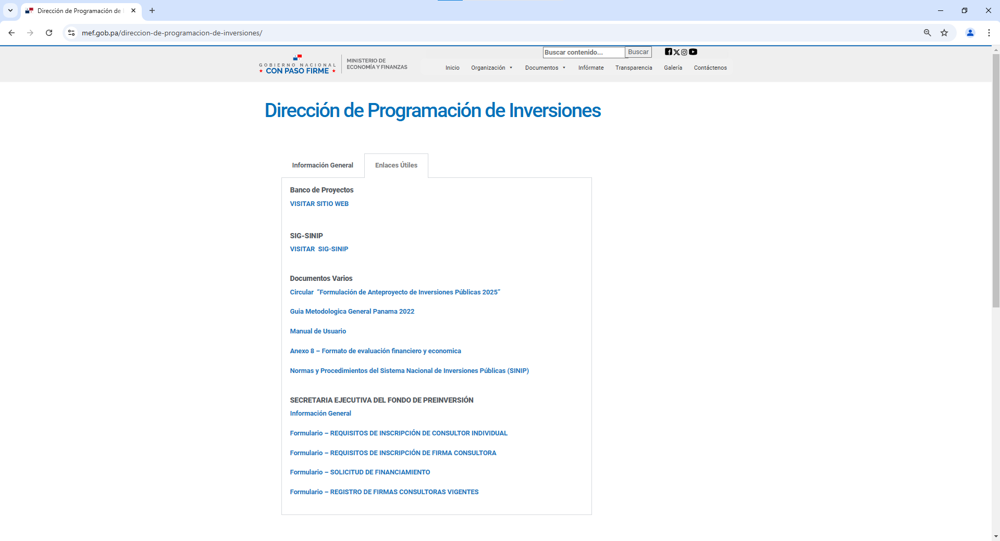 Dirección de Programación de
mef.gob.pa/direccion-de-programacion-de-inversiones/
GOBIERNO NACIONAL
CON PASO FIRME
MINISTERIO DE
ECONOMÍA Y FINANZAS
Buscar contenido...
Buscar
Inicio
Organización
Documentos
Infórmate
Transparencia
Galería
Contáctenos
Dirección de Programación de Inversiones
Información General
Enlaces Útiles
Banco de Proyectos
VISITAR SITIO WEB
SIG-SINIP
VISITAR  SIG-SINIP
Documentos Varios
Circular  “Formulación de Anteproyecto de Inversiones Públicas 2025”
Guia Metodologica General Panama 2022
Manual de Usuario
Anexo 8 – Formato de evaluación financiero y economica
Normas y Procedimientos del Sistema Nacional de Inversiones Públicas (SINIP)
SECRETARIA EJECUTIVA DEL FONDO DE PREINVERSIÓN
Información General
Formulario – REQUISITOS DE INSCRIPCIÓN DE CONSULTOR INDIVIDUAL
Formulario – REQUISITOS DE INSCRIPCIÓN DE FIRMA CONSULTORA
Formulario – SOLICITUD DE FINANCIAMIENTO
Formulario – REGISTRO DE FIRMAS CONSULTORAS VIGENTES